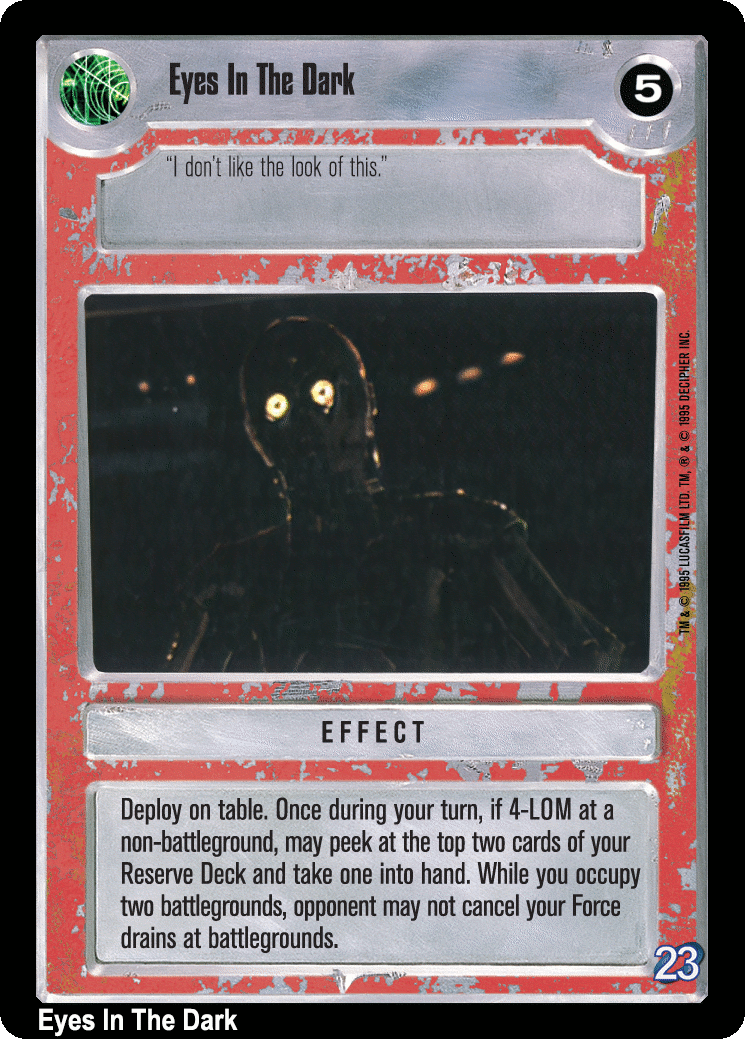 Eyes In The Dark
5
“I don't like the look of this.”
TM & © 1995 LUCASFILM LTD. TM, ® & © 1995 DECIPHER INC.
EFFECT
Deploy on table. Once during your turn, if 4-LOM at a
non-battleground, may peek at the top two cards of your
Reserve Deck and take one into hand. While you occupy
two battlegrounds, opponent may not cancel your Force
drains at battlegrounds.
23
Eyes In The Dark